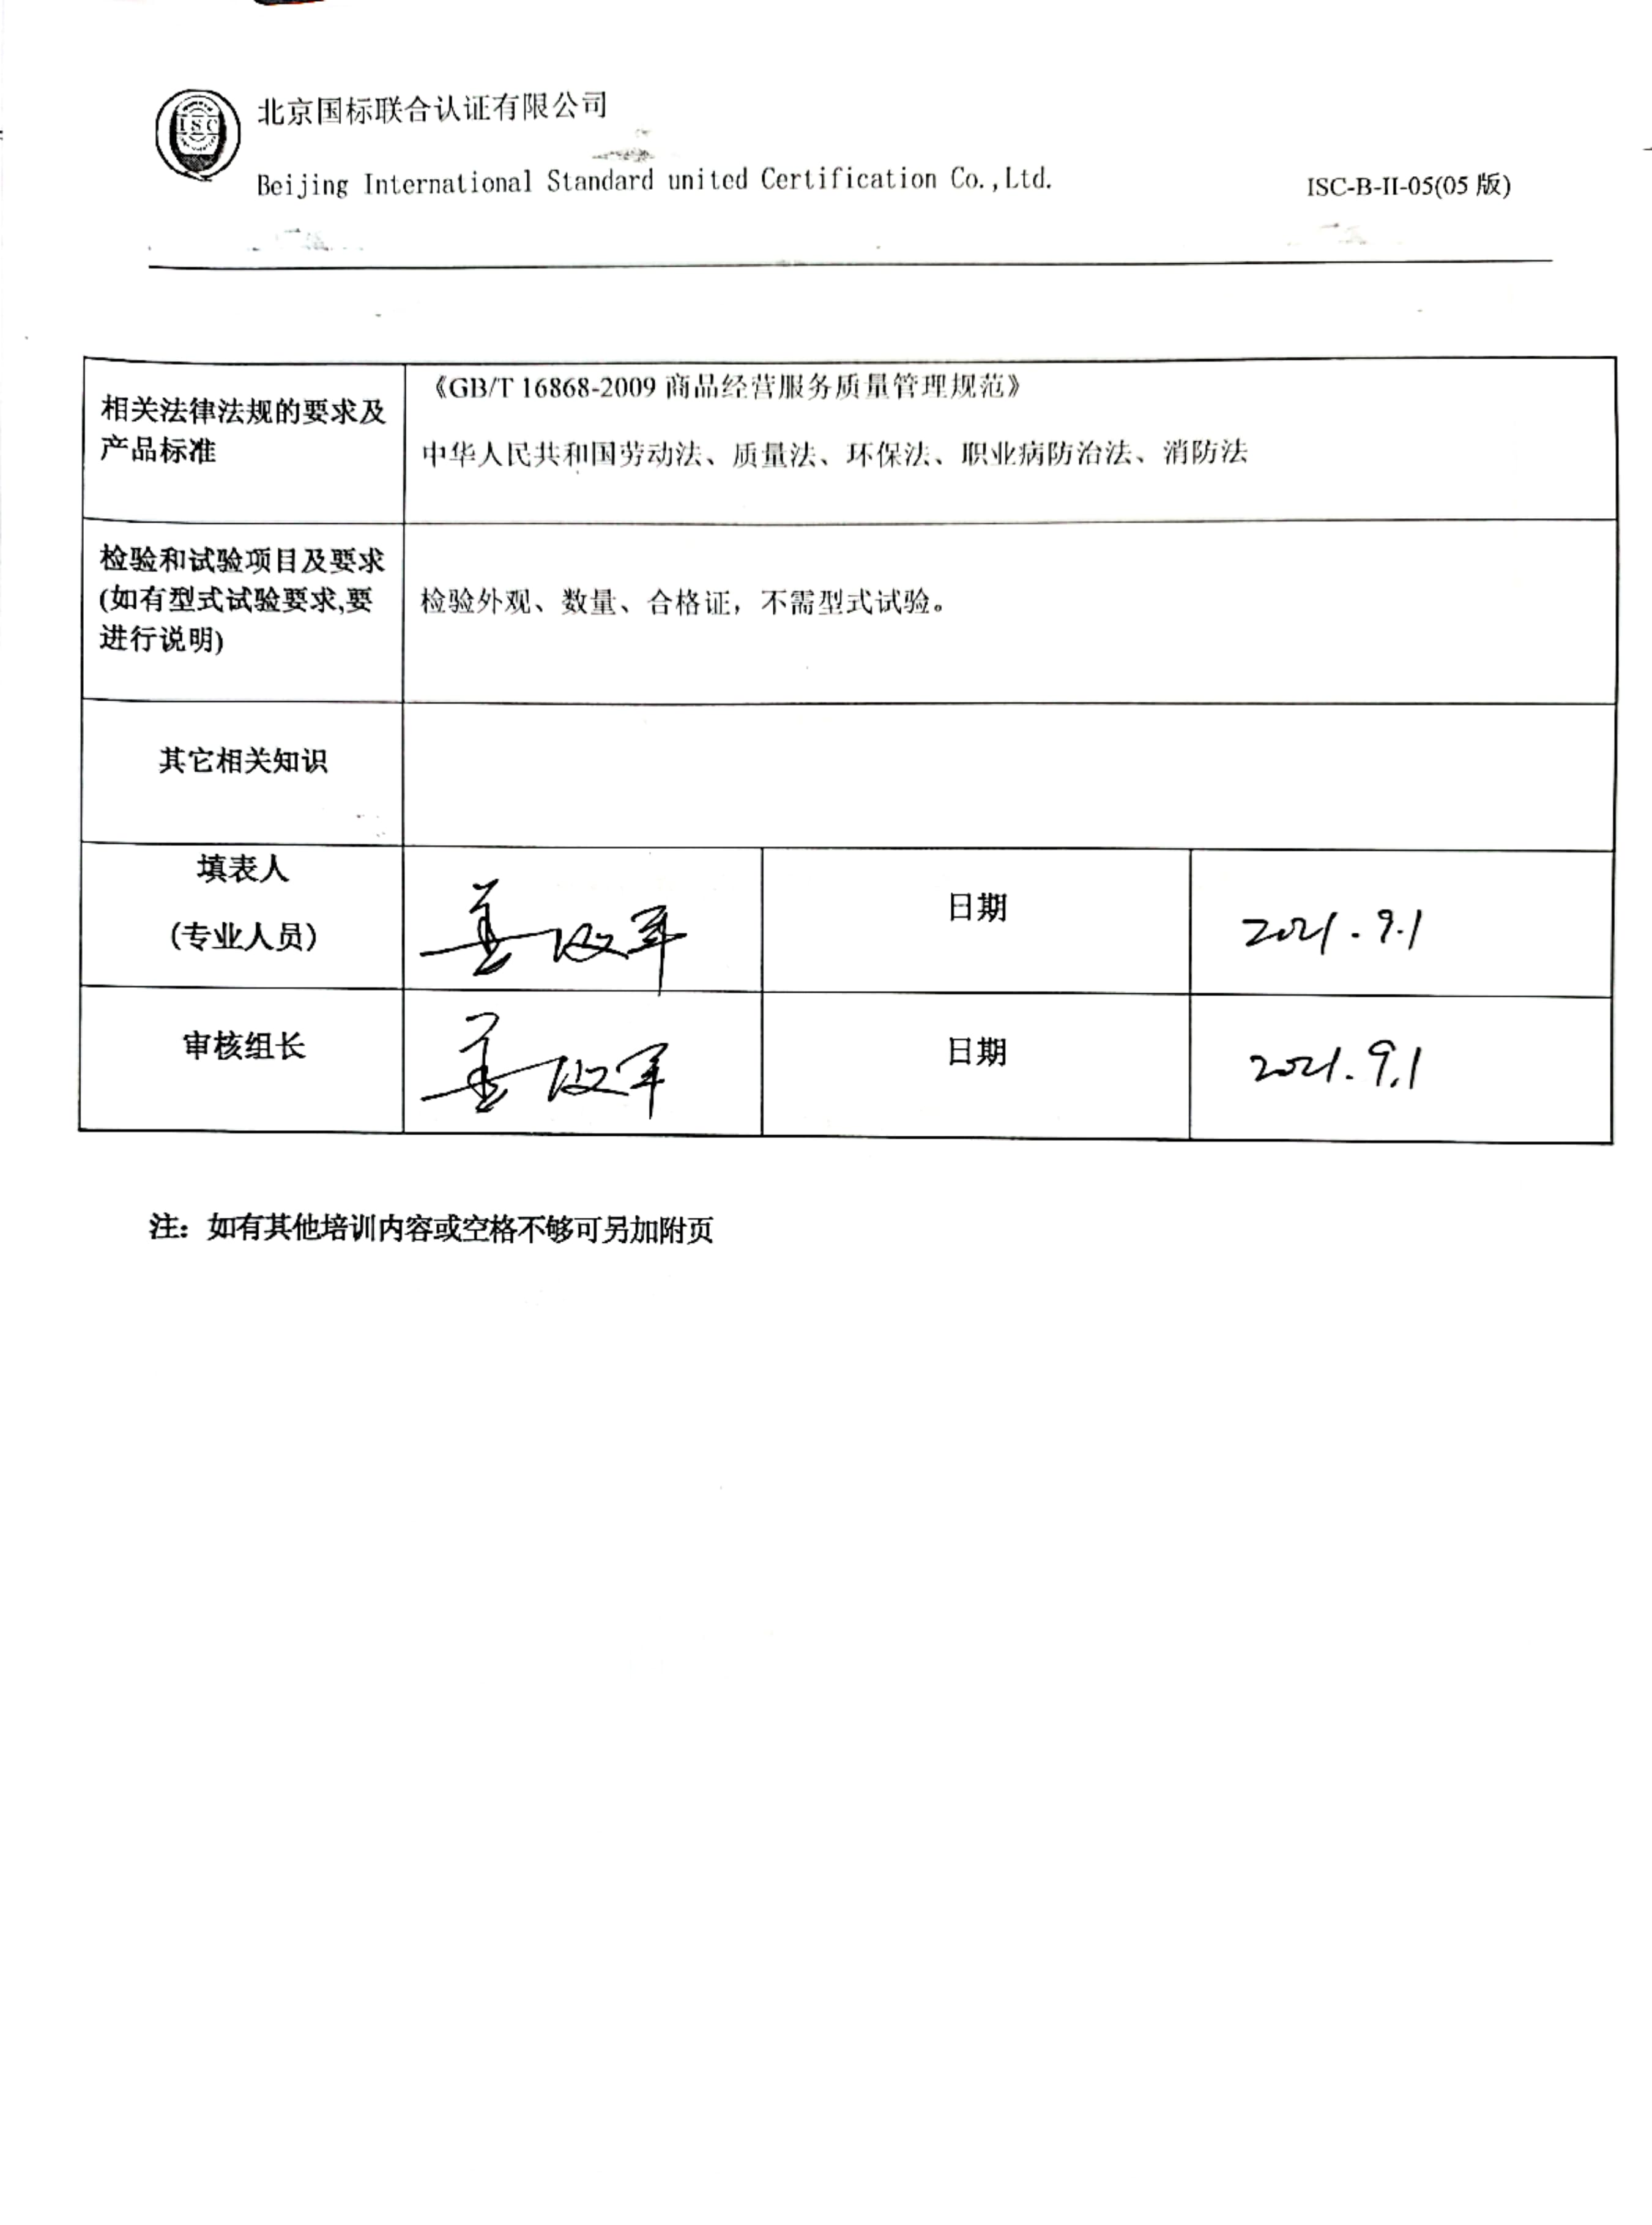 ISC
北京国标联合认证有限公司
Beijing International Standard united Certification Co.,Ltd.
ISC-B-II-05(05 版)
相关法律法规的要求及
产品标准
《GB/T 16868-2009 商品经营服务质量管理规范》
中华人民共和国劳动法、质量法、环保法、职业病防治法、消防法
检验和试验项目及要求
(如有型式试验要求,要
进行说明)
检验外观、数量、合格证，不需型式试验。
其它相关知识
填表人
（专业人员）
日期
2021.9.1
审核组长
日期
2021.9.1
注：如有其他培训内容或空格不够可另加附页